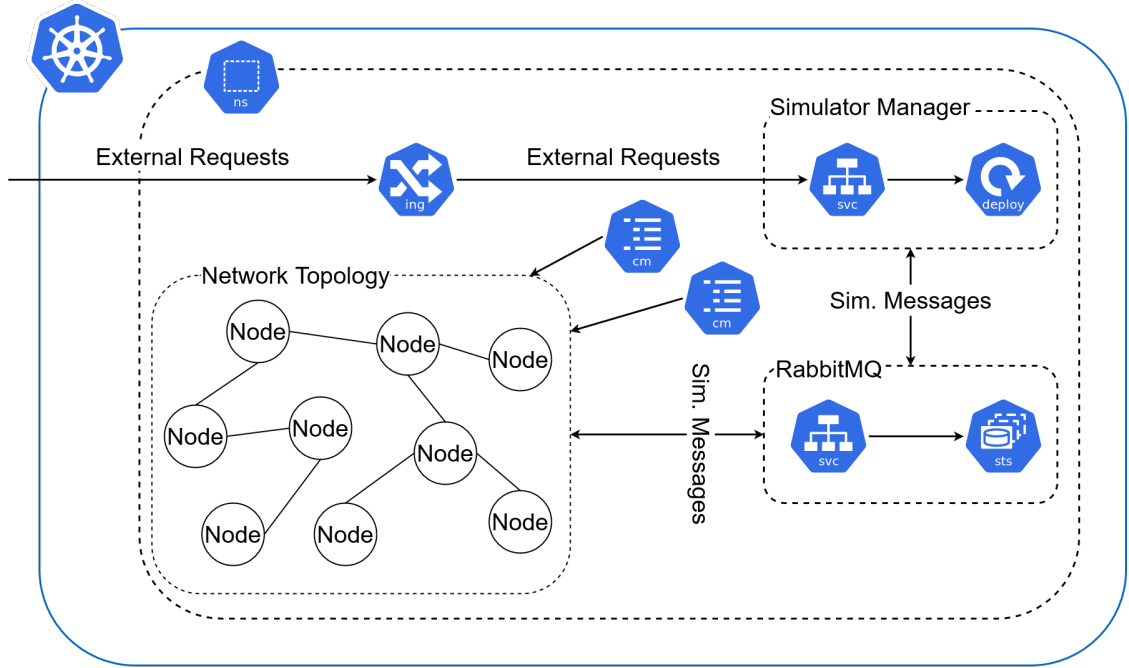 ns
Simulator Manager
External Requests
External Requests
ing
svc
deploy
cm
cm
Network Topology
Sim. Messages
Node
Node
Node
RabbitMQ
Sim. Messages
Node
Node
Node
svc
sts
Node
Node
Node